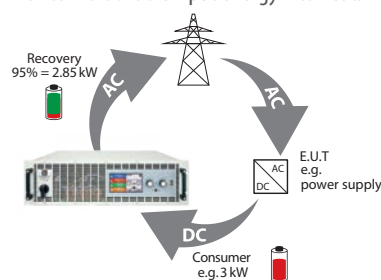 Recovery
95% = 2.85 kW
AC
AC
AC
DC
E.U.T
e.g.
power supply
DC
Consumer
e.g. 3 kW